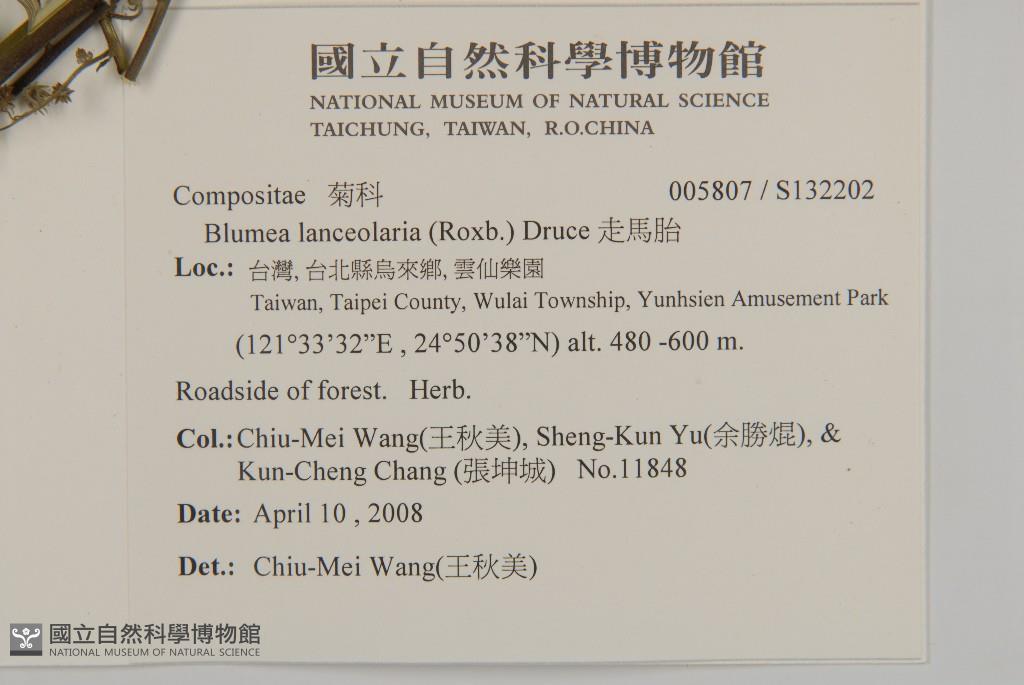 國立自然科學博物館
NATIONAL MUSEUM OF NATURAL SCIENCE
TAICHUNG, TAIWAN, R.O.CHINA
Compositae 菊科 005807 / S132202
Blumea lanceolaria (Roxb.) Druce 走馬胎
Loc.: 台灣, 台北縣烏來鄉, 雲仙樂園
Taiwan, Taipei County, Wulai Township, Yunhsien Amusement Park
(121°33’32”E , 24°50’38”N) alt. 480 -600 m.
Roadside of forest. Herb.
Col.: Chiu-Mei Wang(王秋美), Sheng-Kun Yu(余勝焜), &
Kun-Cheng Chang (張坤城) No.11848
Date: April 10 , 2008
Det.: Chiu-Mei Wang(王秋美)
國立自然科學博物館
NATIONAL MUSEUM OF NATURAL SCIENCE